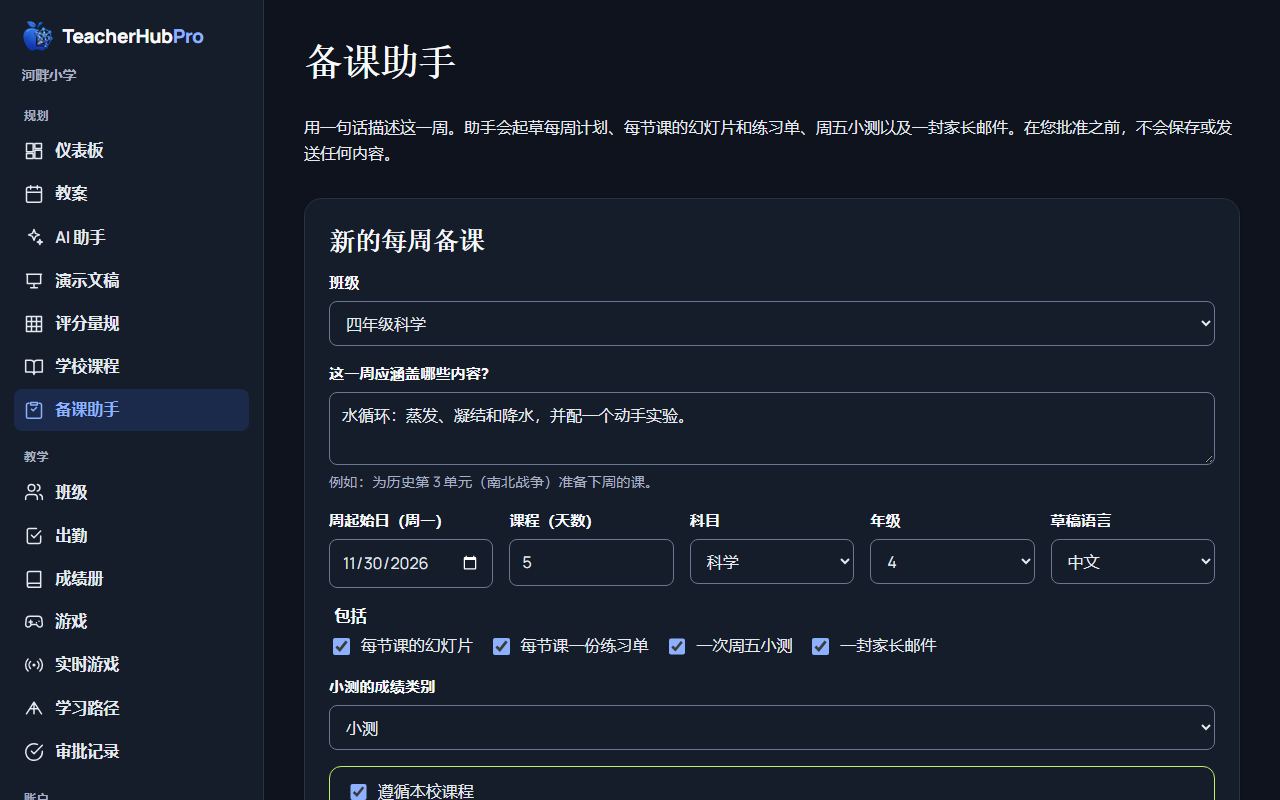 TeacherHubPro
河畔小学
规划
仪表板
教案
AI 助手
演示文稿
评分量规
学校课程
备课助手
教学
班级
出勤
成绩册
游戏
实时游戏
学习路径
审批记录
账户
备课助手
用一句话描述这一周。助手会起草每周计划、每节课的幻灯片和练习单、周五小测以及一封家长邮件。在您批准之前，不会保存或发
送任何内容。
新的每周备课
班级
四年级科学
这一周应涵盖哪些内容?
水循环：蒸发、凝结和降水，并配一个动手实验。
例如：为历史第 3 单元（南北战争）准备下周的课。
周起始日（周一） 课程（天数） 科目 年级 草稿语言
11/30/2026 5 科学 4 中文
包括
每节课的幻灯片 每节课一份练习单 一次周五小测 一封家长邮件
小测的成绩类别
小测
遵循本校课程